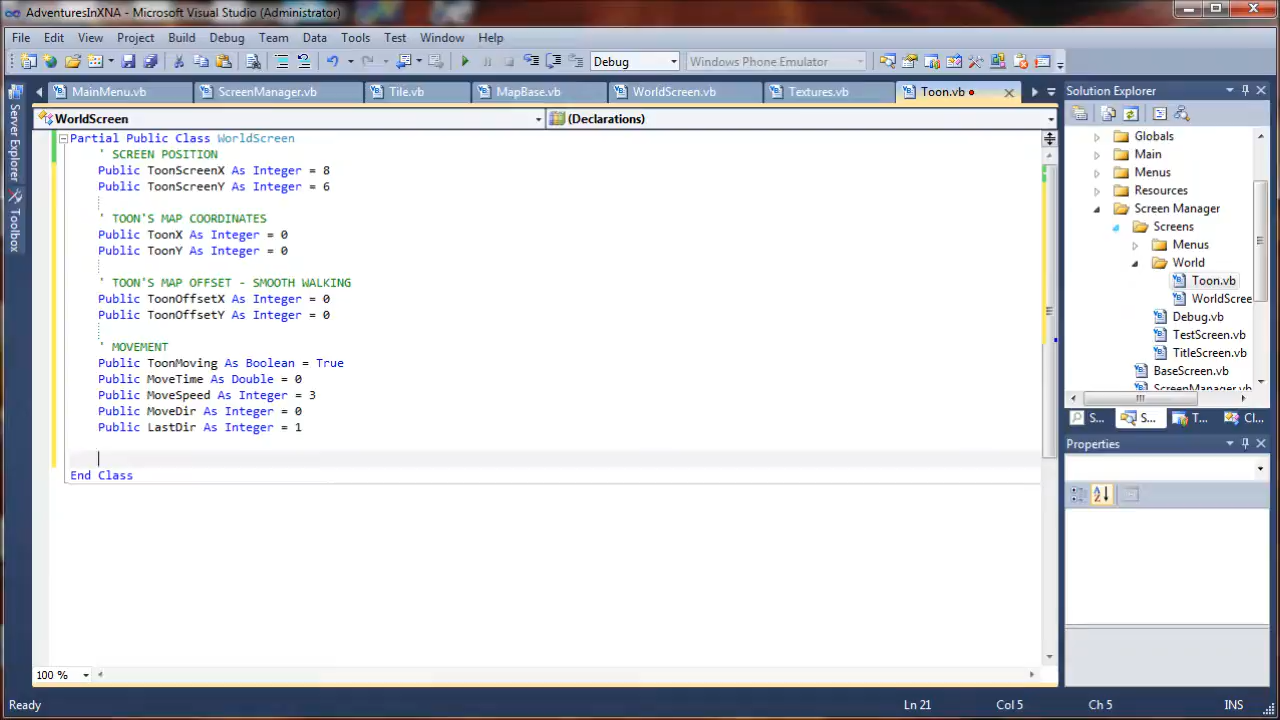 AdventuresInXNA - Microsoft Visual Studio (Administrator)
File Edit View Project Build Debug Team Data Tools Test Window Help
Debug Windows Phone Emulator
MainMenu.vb ScreenManager.vb Tile.vb MapBase.vb WorldScreen.vb Textures.vb Toon.vb
WorldScreen (Declarations)
Partial Public Class WorldScreen
' SCREEN POSITION
Public ToonScreenX As Integer = 8
Public ToonScreenY As Integer = 6
' TOON'S MAP COORDINATES
Public ToonX As Integer = 0
Public ToonY As Integer = 0
' TOON'S MAP OFFSET - SMOOTH WALKING
Public ToonOffsetX As Integer = 0
Public ToonOffsetY As Integer = 0
' MOVEMENT
Public ToonMoving As Boolean = True
Public MoveTime As Double = 0
Public MoveSpeed As Integer = 3
Public MoveDir As Integer = 0
Public LastDir As Integer = 1
End Class
100 %
Server Explorer
Toolbox
Solution Explorer
Globals
Main
Menus
Resources
Screen Manager
Screens
Menus
World
Toon.vb
WorldScree
Debug.vb
TestScreen.vb
TitleScreen.vb
BaseScreen.vb
ScreenManager.vb
S... S... T... Cl...
Properties
Ready Ln 21 Col 5 Ch 5 INS